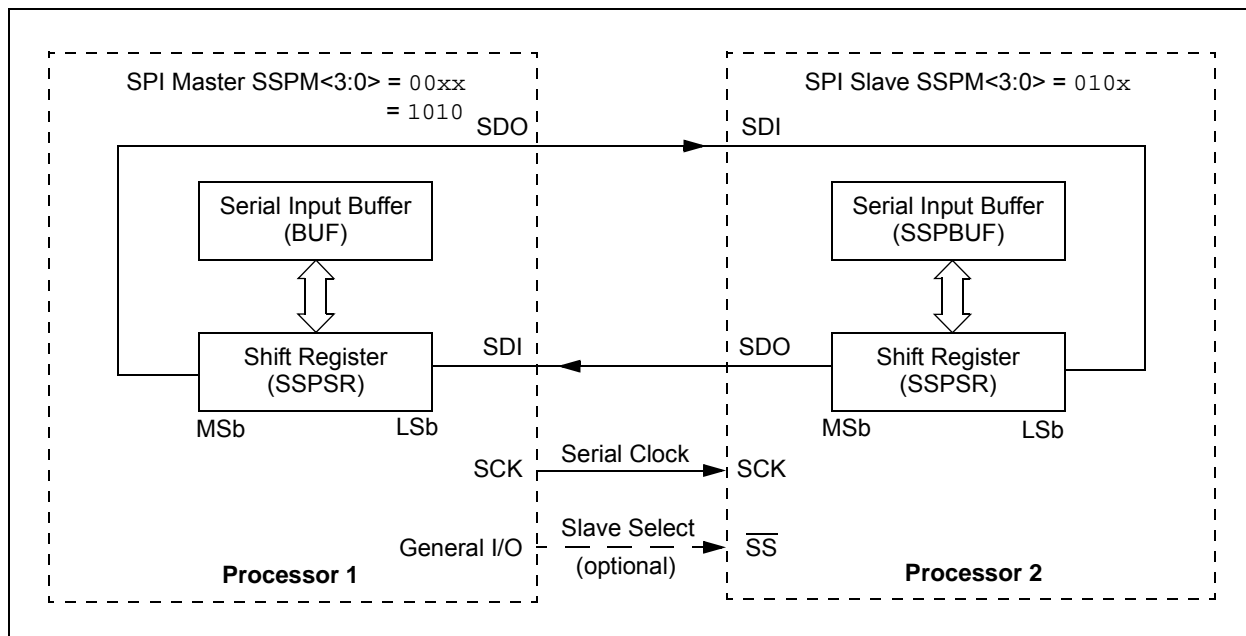 SPI Master SSPM<3:0> = 00xx
= 1010
SDO
Serial Input Buffer
(BUF)
Shift Register
(SSPSR)
MSb
LSb
SDI
SCK
General I/O
Processor 1
Serial Clock
Slave Select
(optional)
SPI Slave SSPM<3:0> = 010x
SDI
Serial Input Buffer
(SSPBUF)
SDO
Shift Register
(SSPSR)
MSb
LSb
SCK
S̅S̅
Processor 2